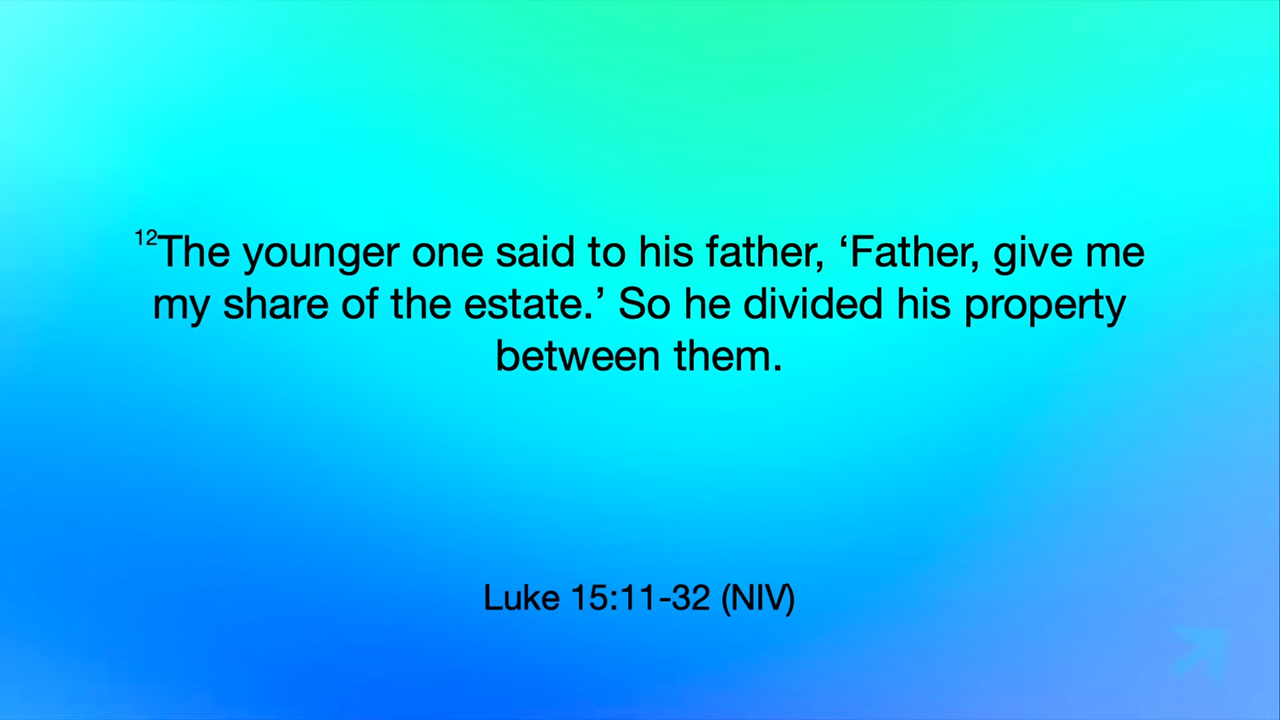 ¹²The younger one said to his father, ‘Father, give me
my share of the estate.’ So he divided his property
between them.
Luke 15:11-32 (NIV)